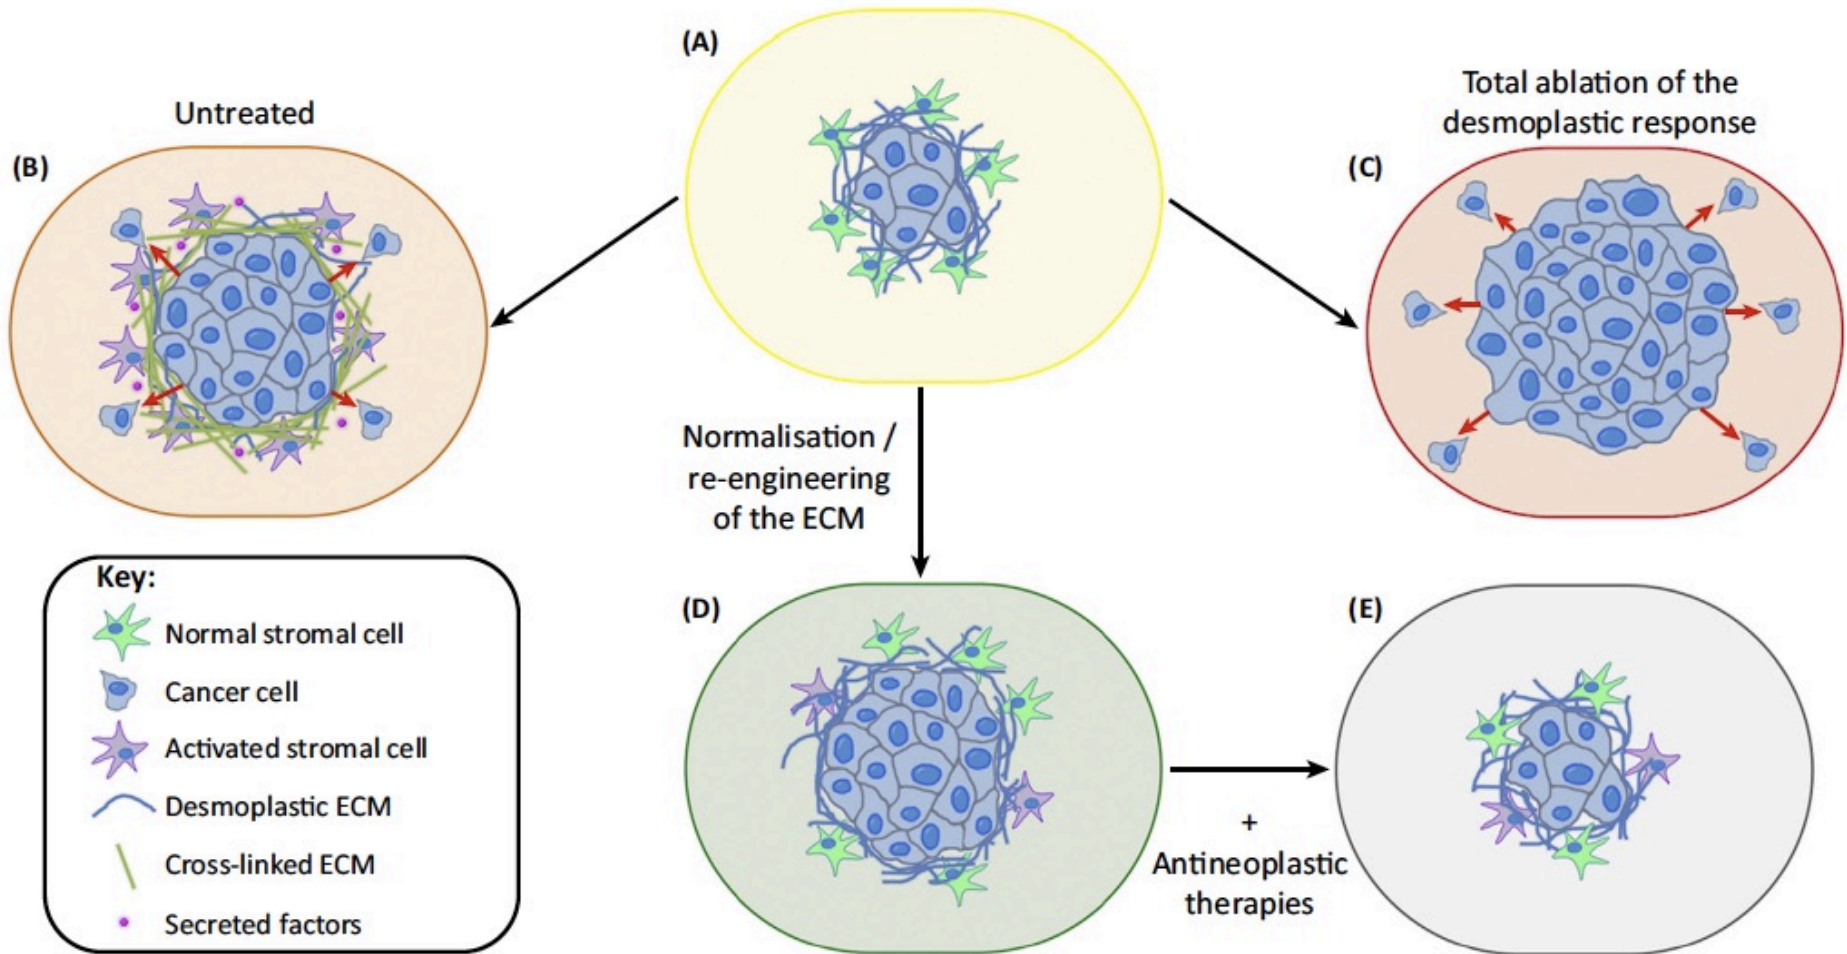 (A)
Untreated
(B)
Total ablation of the
desmoplastic response
(C)
Normalisation /
re-engineering
of the ECM
Key:
Normal stromal cell
Cancer cell
Activated stromal cell
Desmoplastic ECM
Cross-linked ECM
Secreted factors
(D)
+
Antineoplastic
therapies
(E)